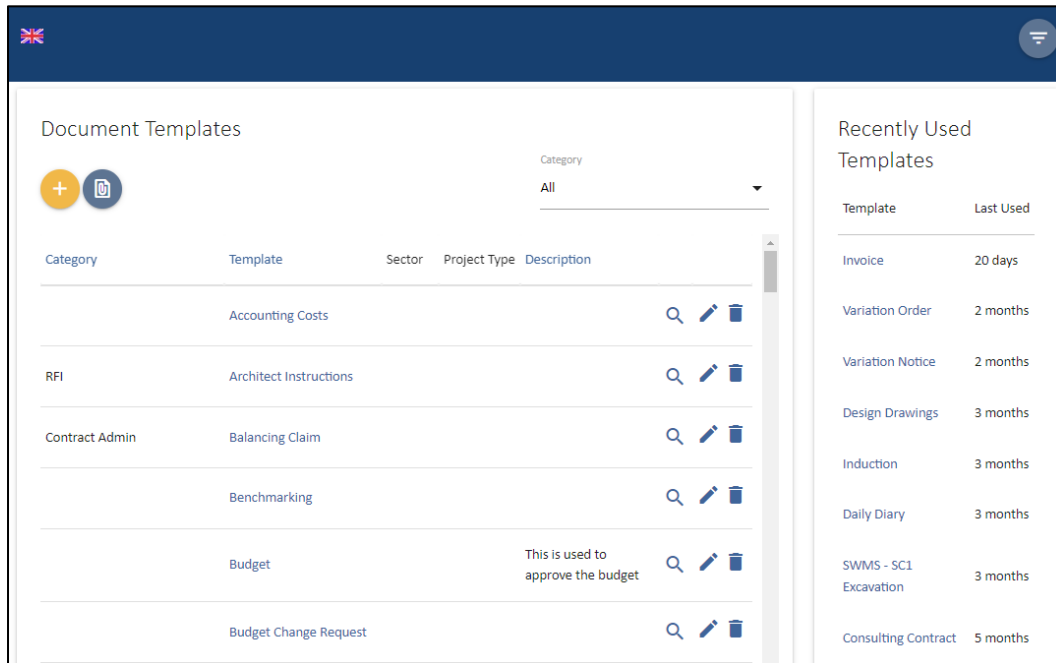 Document Templates
Category
All
Category Template Sector Project Type Description
Accounting Costs
RFI Architect Instructions
Contract Admin Balancing Claim
Benchmarking
Budget This is used to
approve the budget
Budget Change Request
Recently Used
Templates
Template Last Used
Invoice 20 days
Variation Order 2 months
Variation Notice 2 months
Design Drawings 3 months
Induction 3 months
Daily Diary 3 months
SWMS - SC1
Excavation 3 months
Consulting Contract 5 months